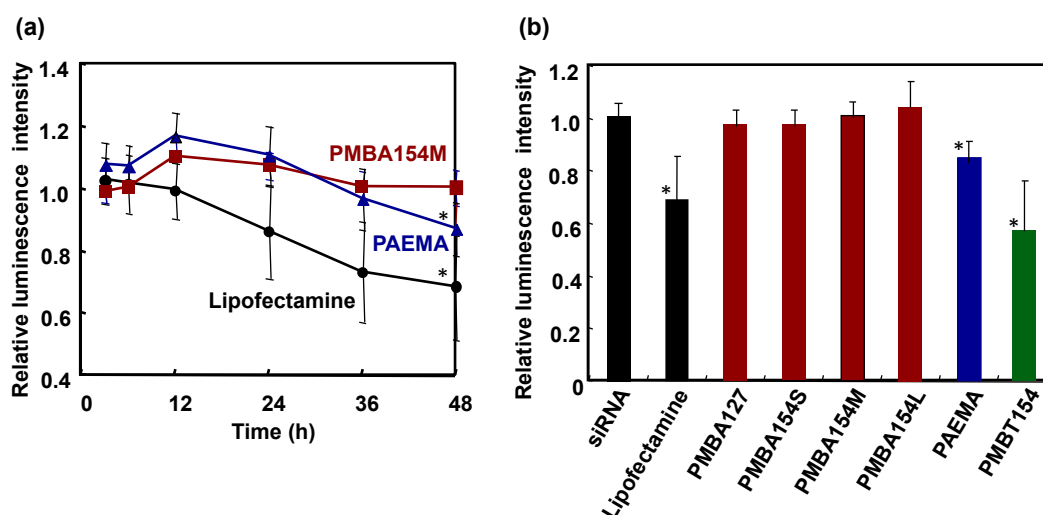 (a)
Relative luminescence intensity
1.4
1.2
1.0
0.8
0.6
0.4
PMBA154M
*
PAEMA
*
Lipofectamine
0
12
24
36
48
Time (h)
(b)
Relative luminescence intensity
1.2
1.0
0.8
0.6
0.4
0.2
0
*
*
*
siRNA
Lipofectamine
PMBA127
PMBA154S
PMBA154M
PMBA154L
PAEMA
PMBT154